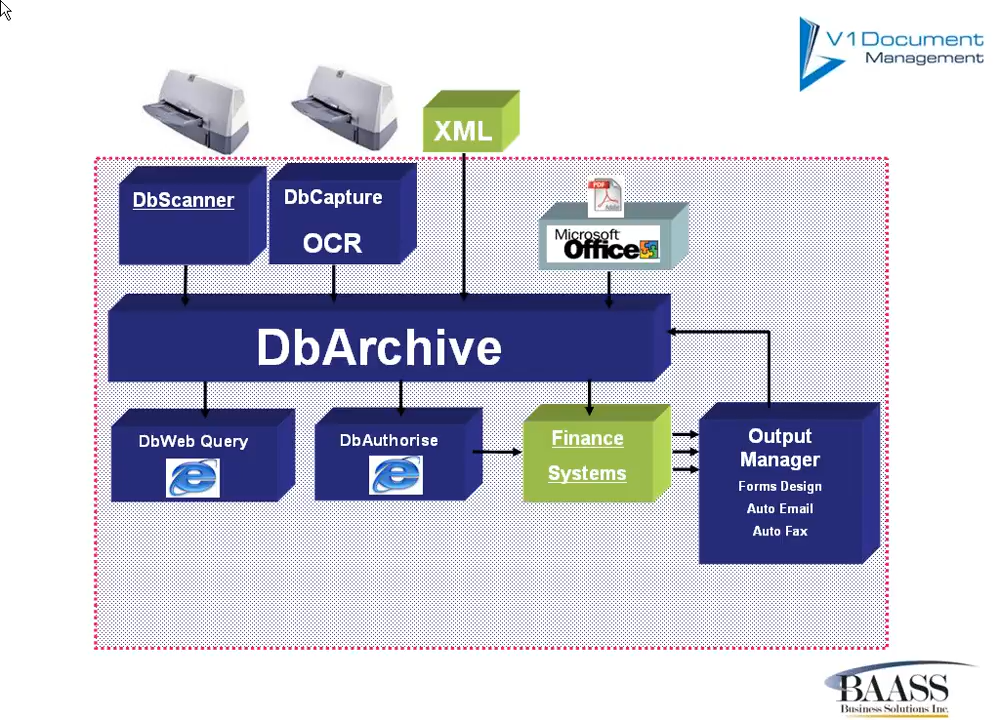 V1Document
Management
XML
DbScanner
DbCapture
OCR
PDF
Adobe
Microsoft
Office
DbArchive
DbWeb Query
DbAuthorise
Finance
Systems
Output
Manager
Forms Design
Auto Email
Auto Fax
BAASS
Business Solutions Inc.